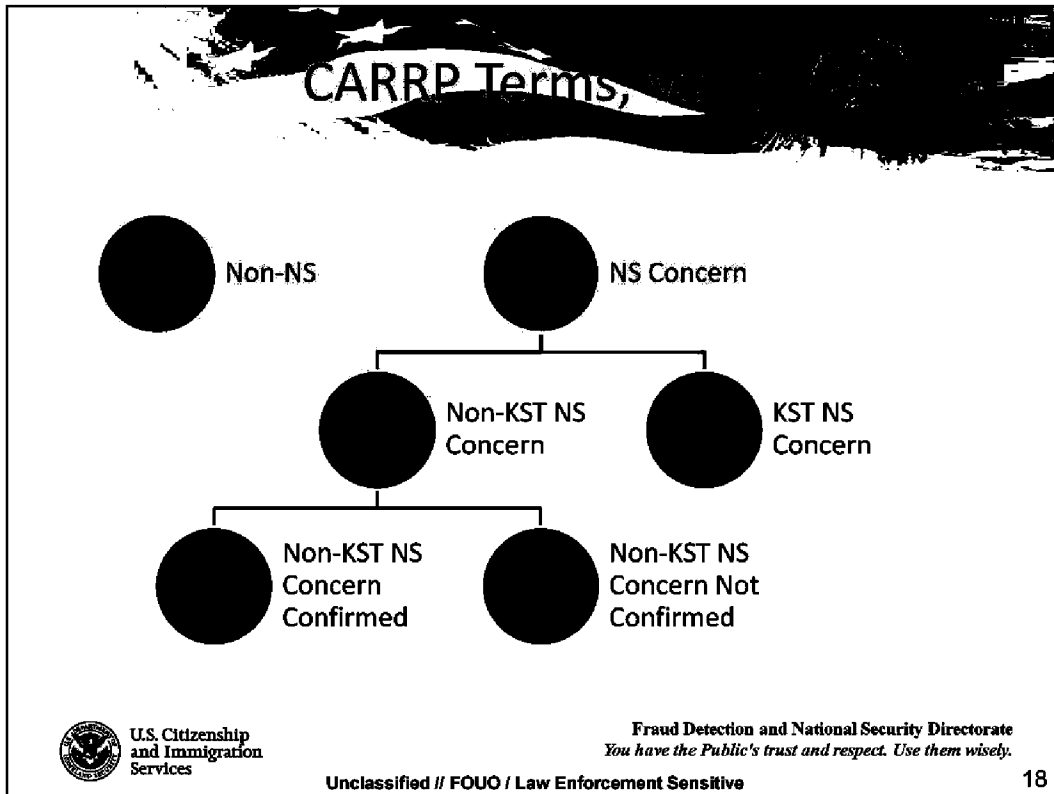 CARRP Terms,
Non-NS
NS Concern
Non-KST NS
Concern
KST NS
Concern
Non-KST NS
Concern
Confirmed
Non-KST NS
Concern Not
Confirmed
U.S. Citizenship
and Immigration
Services
Fraud Detection and National Security Directorate
You have the Public's trust and respect. Use them wisely.
Unclassified // FOUO / Law Enforcement Sensitive
18